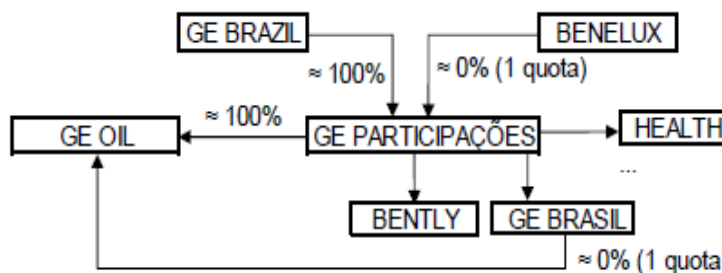 GE BRAZIL
BENELUX
≈ 100%
≈ 0% (1 quota)
≈ 100%
GE OIL
GE PARTICIPAÇÕES
HEALTH
...
BENTLY
GE BRASIL
≈ 0% (1 quota)